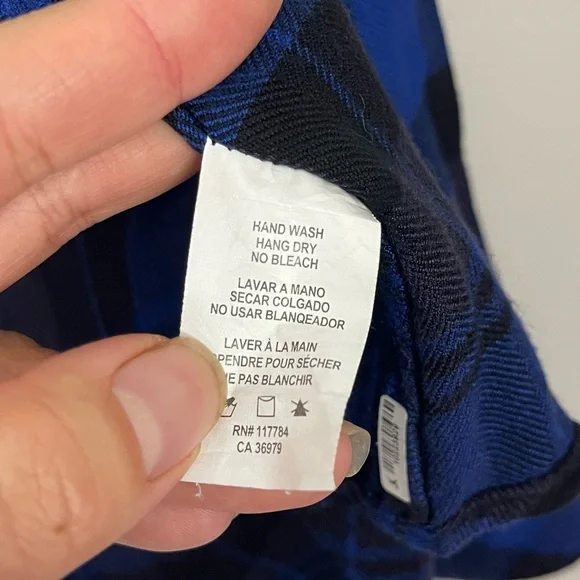 HAND WASH
HANG DRY
NO BLEACH
LAVAR A MANO
SECAR COLGADO
NO USAR BLANQEADOR
LAVER À LA MAIN
PENDRE POUR SÉCHER
NE PAS BLANCHIR
RN# 117784
CA 36979